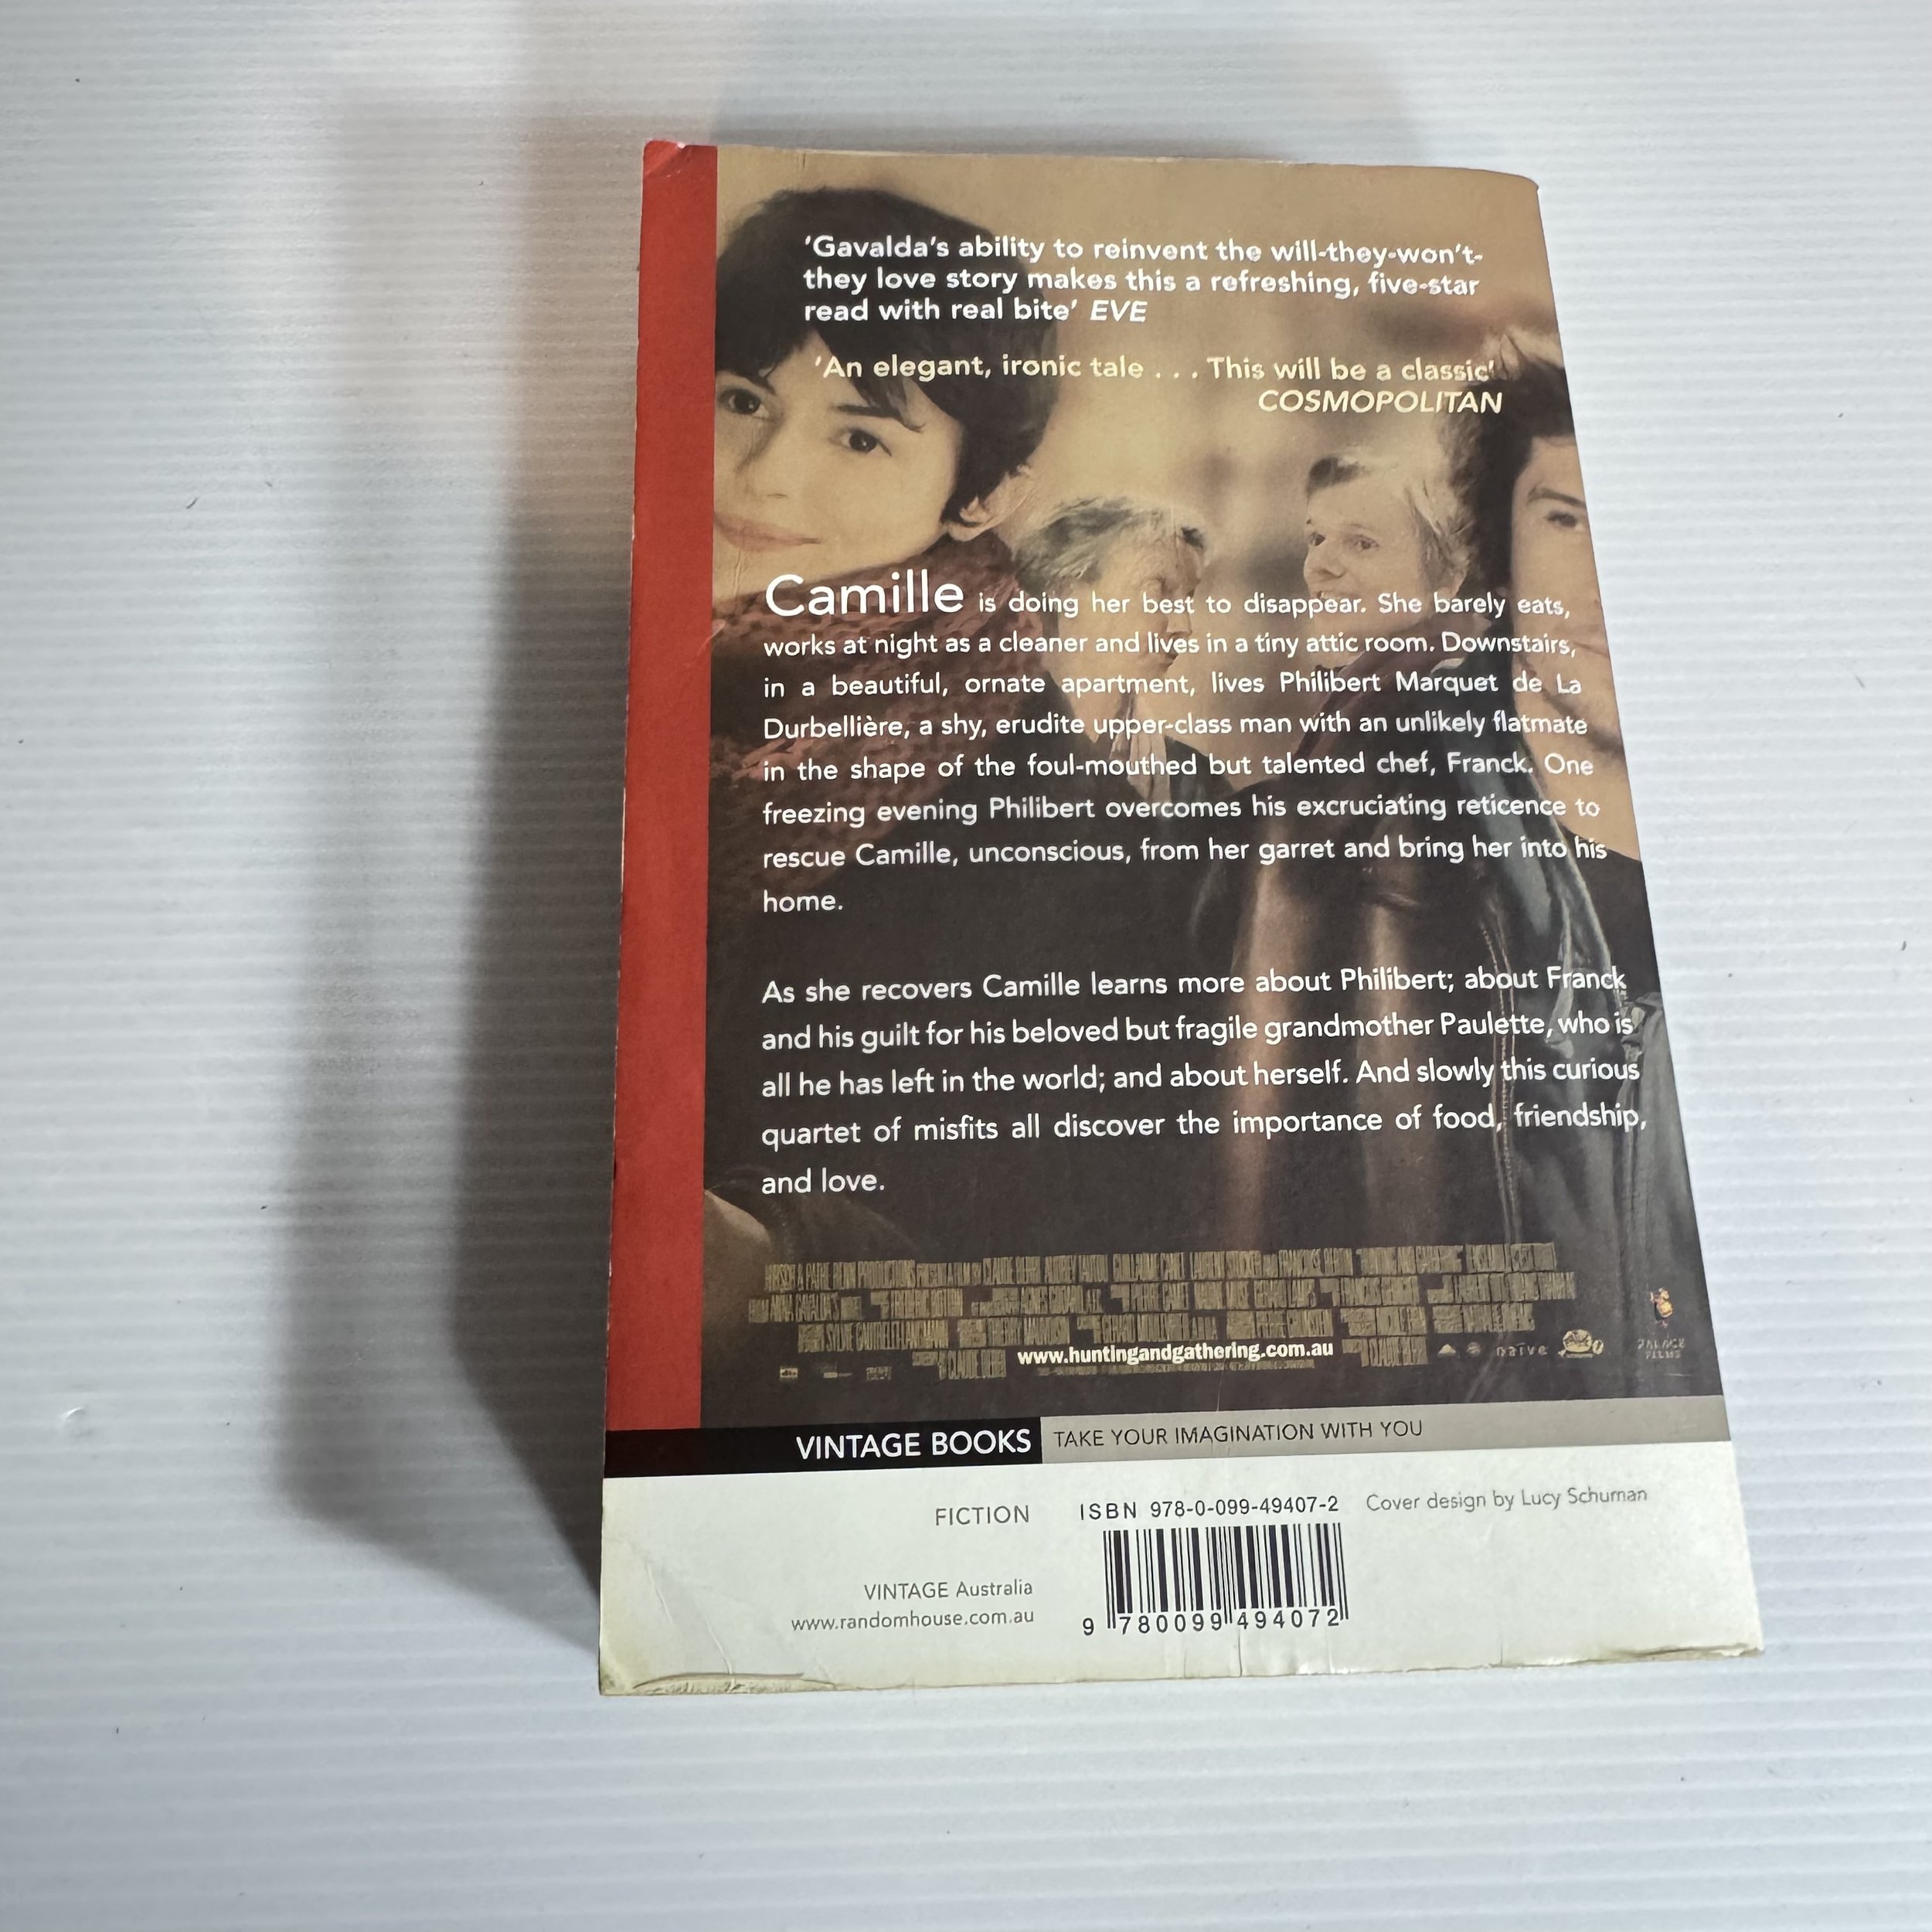 'Gavalda's ability to reinvent the will-they-won't-
they love story makes this a refreshing, five-star
read with real bite' EVE
'An elegant, ironic tale . . . This will be a classic'
COSMOPOLITAN
Camille is doing her best to disappear. She barely eats,
works at night as a cleaner and lives in a tiny attic room. Downstairs,
in a beautiful, ornate apartment, lives Philibert Marquet de La
Durbellière, a shy, erudite upper-class man with an unlikely flatmate
in the shape of the foul-mouthed but talented chef, Franck. One
freezing evening Philibert overcomes his excruciating reticence to
rescue Camille, unconscious, from her garret and bring her into his
home.
As she recovers Camille learns more about Philibert; about Franck
and his guilt for his beloved but fragile grandmother Paulette, who is
all he has left in the world; and about herself. And slowly this curious
quartet of misfits all discover the importance of food, friendship,
and love.
www.huntingandgathering.com.au
naïve
PALACE
FILMS
VINTAGE BOOKS TAKE YOUR IMAGINATION WITH YOU
FICTION
ISBN 978-0-099-49407-2
Cover design by Lucy Schuman
VINTAGE Australia
www.randomhouse.com.au
9 780099 494072